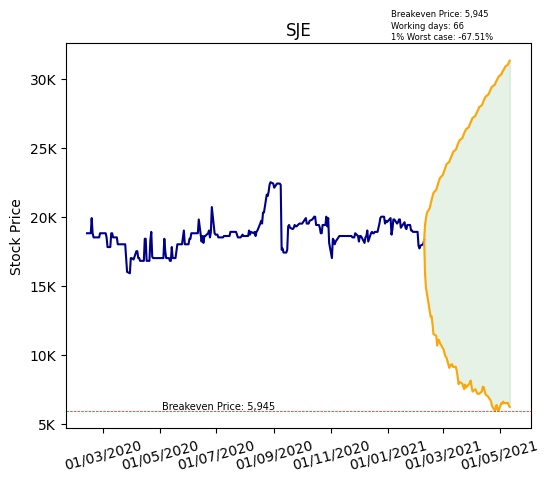 Breakeven Price: 5,945
Working days: 66
1% Worst case: -67.51%
SJE
Stock Price
30K
25K
20K
15K
10K
5K
Breakeven Price: 5,945
01/03/2020
01/05/2020
01/07/2020
01/09/2020
01/11/2020
01/01/2021
01/03/2021
01/05/2021